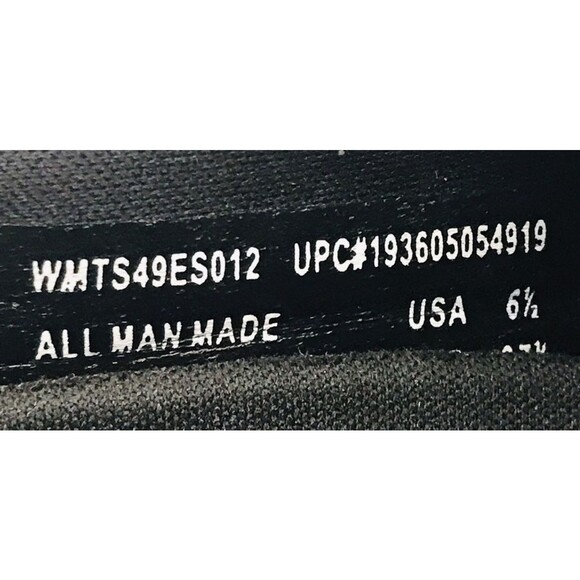 WMTS49ES012 UPC#193605054919
ALL MAN MADE USA 6½